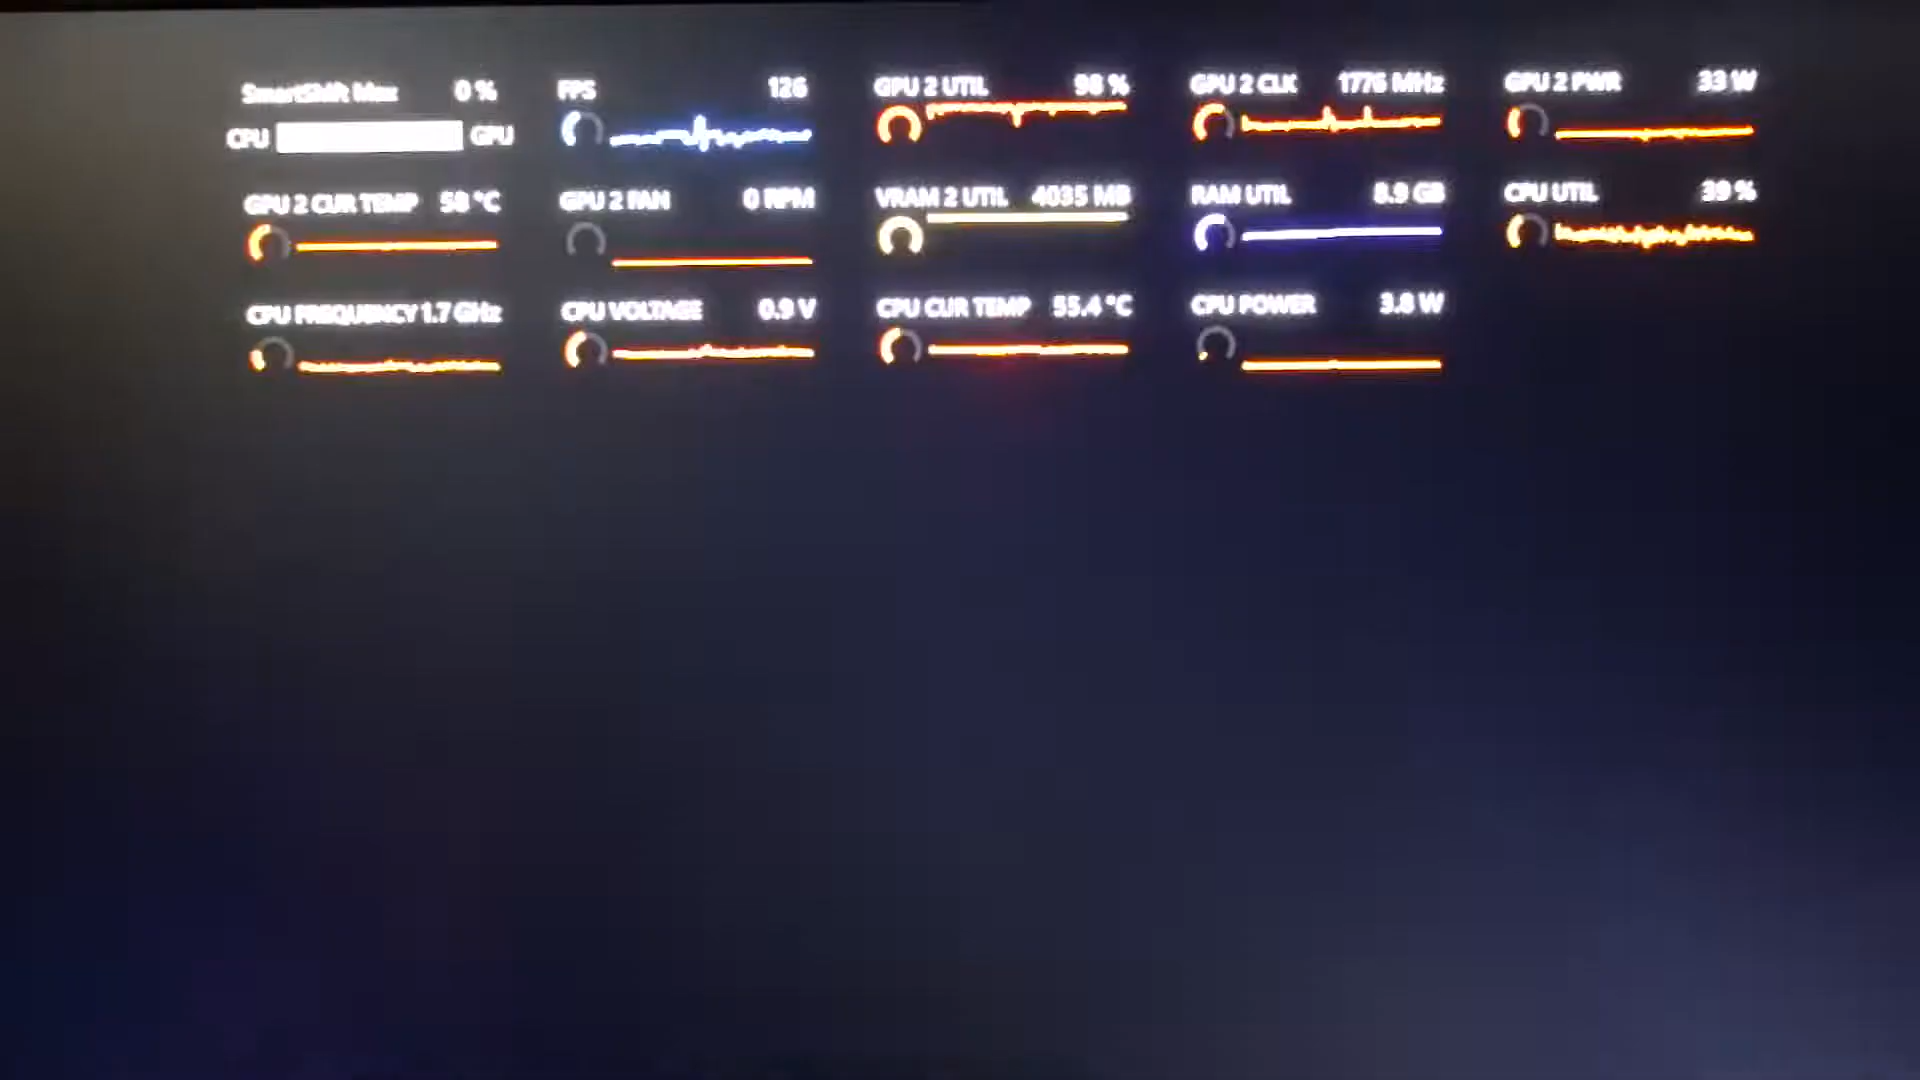 SmartShift Max 0 %
CPU GPU
FPS 126
GPU 2 UTIL 98 %
GPU 2 CLK 1776 MHz
GPU 2 PWR 33 W
GPU 2 CUR TEMP 58 °C
GPU 2 FAN 0 RPM
VRAM 2 UTIL 4035 MB
RAM UTIL 8.9 GB
CPU UTIL 39 %
CPU FREQUENCY 1.7 GHz
CPU VOLTAGE 0.9 V
CPU CUR TEMP 55.4 °C
CPU POWER 3.8 W